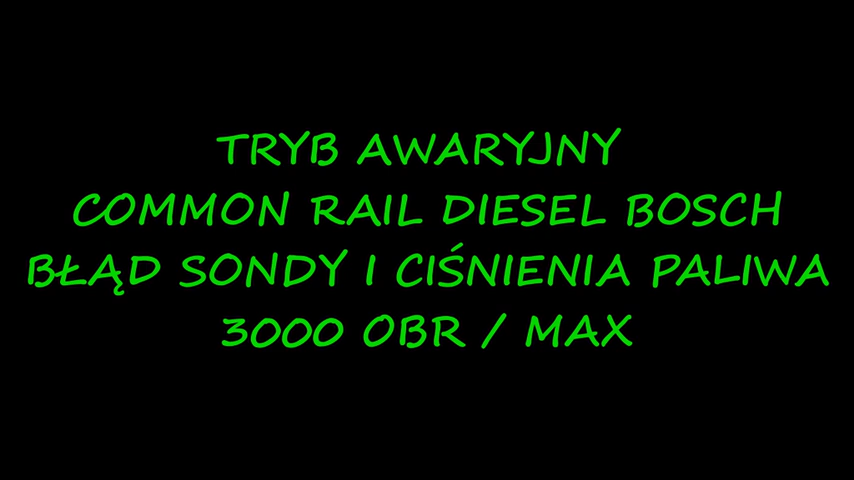 TRYB AWARYJNY
COMMON RAIL DIESEL BOSCH
BŁĄD SONDY I CIŚNIENIA PALIWA
3000 OBR / MAX